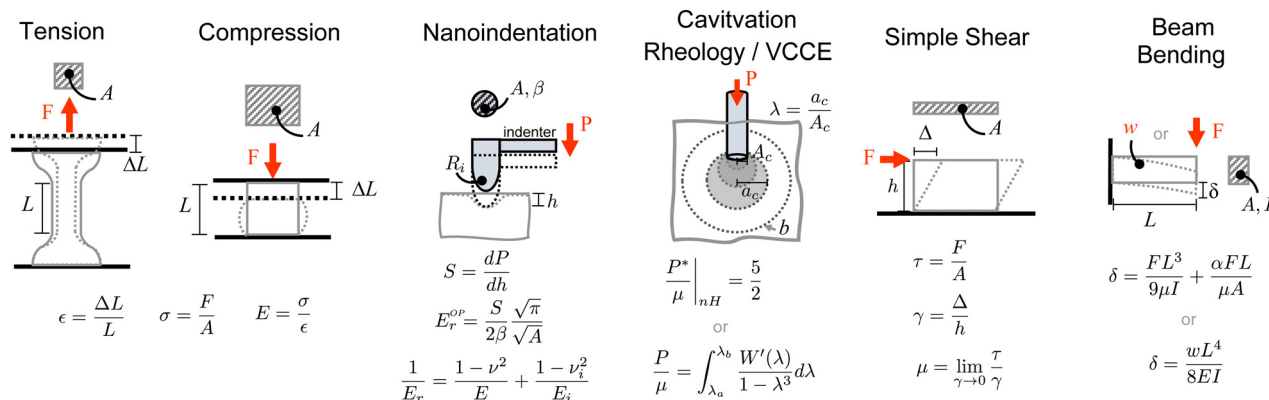 Tension
A
F
ΔL
L
ϵ = ΔL/L
Compression
A
F
ΔL
L
σ = F/A
E = σ/ϵ
Nanoindentation
A, β
indenter
P
R_i
h
S = dP/dh
E_r^{OP} = S/2β √π/√A
1/E_r = 1 − ν²/E + 1 − ν_i²/E_i
Cavitvation
Rheology / VCCE
P
λ = a_c/A_c
A_c
a_c
b
P*/μ|_{nH} = 5/2
or
P/μ = ∫_{λ_a}^{λ_b} W′(λ)/1 − λ³ dλ
Simple Shear
A
Δ
F
h
τ = F/A
γ = Δ/h
μ = lim_{γ→0} τ/γ
Beam
Bending
w or F
δ
L
A, I
δ = FL³/9μI + αFL/μA
or
δ = wL⁴/8EI